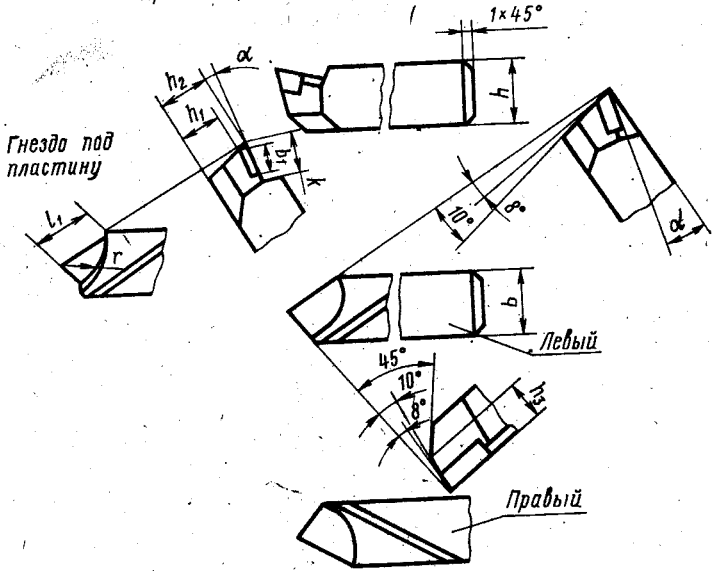 1×45°
h₂
α
h₁
h
Гнездо под
пластину
b₁
k
l₁
r
10°
8°
α
b
Левый
45°
10°
8°
h₃
Правый